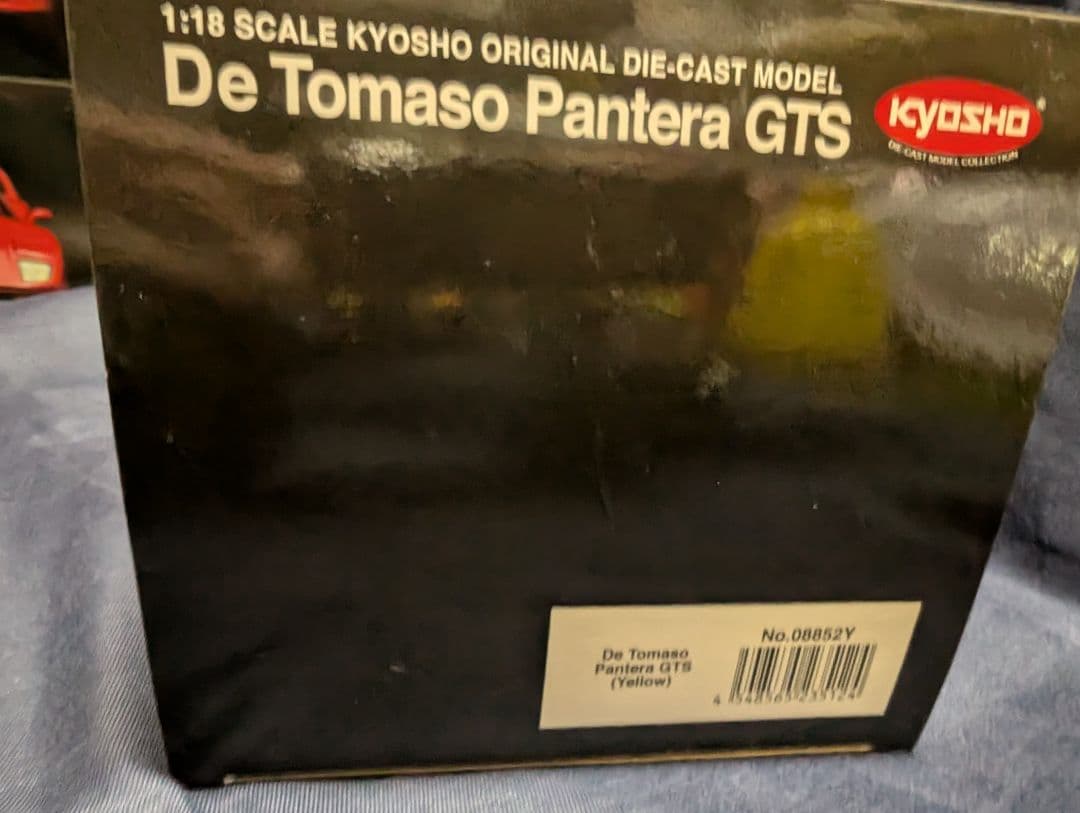 1:18 SCALE KYOSHO ORIGINAL DIE-CAST MODEL
De Tomaso Pantera GTS
KYOSHO
DIE-CAST MODEL COLLECTION
No.08852Y
De Tomaso
Pantera GTS
(Yellow)